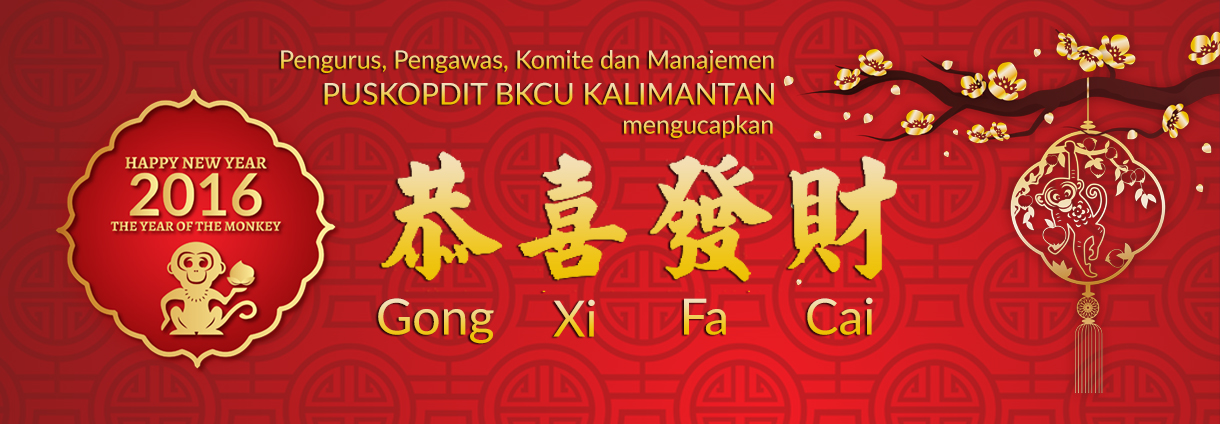 Pengurus, Pengawas, Komite dan Manajemen
PUSKOPDIT BKCU KALIMANTAN
mengucapkan
HAPPY NEW YEAR
2016
THE YEAR OF THE MONKEY
恭喜發財
Gong Xi Fa Cai